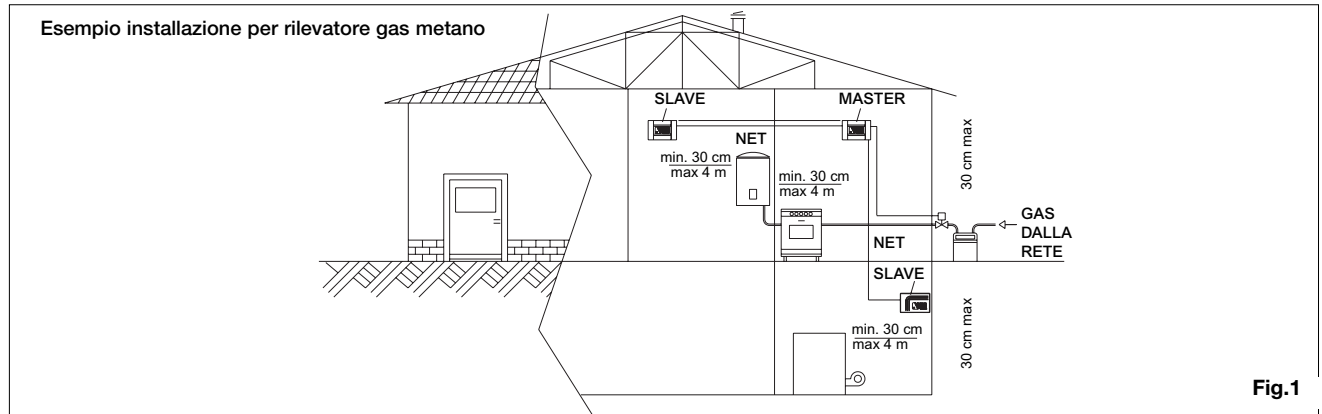 Esempio installazione per rilevatore gas metano
SLAVE
MASTER
NET
min. 30 cm
max 4 m
min. 30 cm
max 4 m
30 cm max
GAS
DALLA
RETE
NET
SLAVE
min. 30 cm
max 4 m
30 cm max
Fig.1